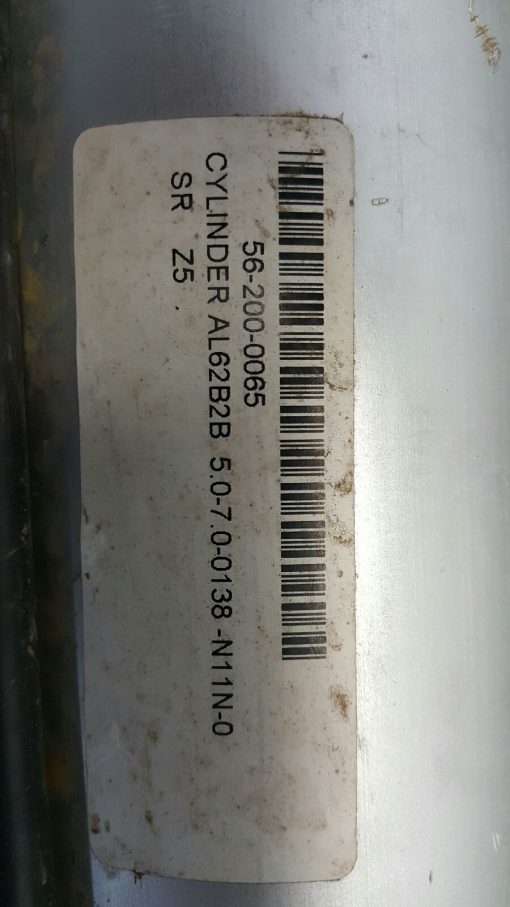 56-200-0065
CYLINDER AL62B2B 5.0-7.0-0138 -N11N-0
SR Z5